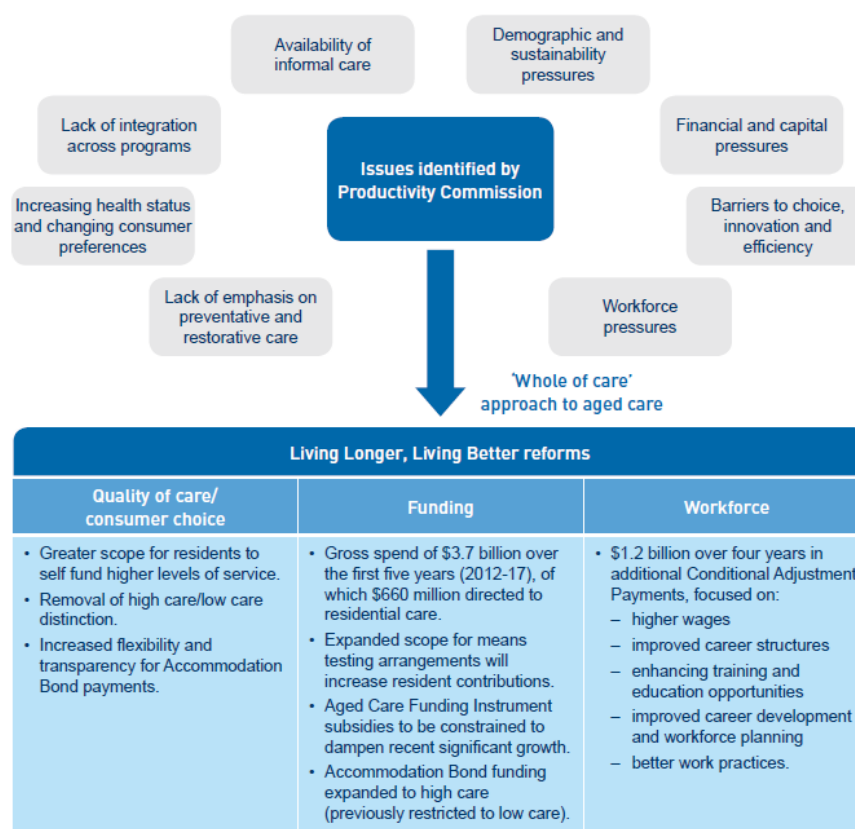 Availability of
informal care
Demographic and
sustainability
pressures
Lack of integration
across programs
Issues identified by
Productivity Commission
Financial and capital
pressures
Increasing health status
and changing consumer
preferences
Barriers to choice,
innovation and
efficiency
Lack of emphasis on
preventative and
restorative care
Workforce
pressures
‘Whole of care’
approach to aged care
Living Longer, Living Better reforms
Quality of care/
consumer choice
Funding
Workforce
• Greater scope for residents to
self fund higher levels of service.
• Removal of high care/low care
distinction.
• Increased flexibility and
transparency for Accommodation
Bond payments.
• Gross spend of $3.7 billion over
the first five years (2012-17), of
which $660 million directed to
residential care.
• Expanded scope for means
testing arrangements will
increase resident contributions.
• Aged Care Funding Instrument
subsidies to be constrained to
dampen recent significant growth.
• Accommodation Bond funding
expanded to high care
(previously restricted to low care).
• $1.2 billion over four years in
additional Conditional Adjustment
Payments, focused on:
– higher wages
– improved career structures
– enhancing training and
education opportunities
– improved career development
and workforce planning
– better work practices.